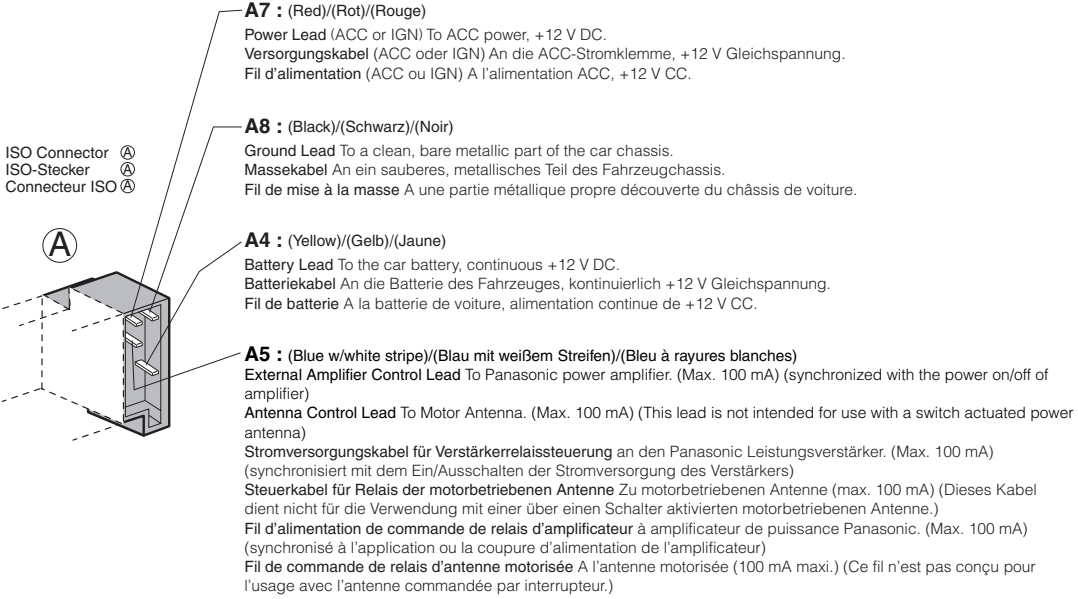 A7 : (Red)/(Rot)/(Rouge)
Power Lead (ACC or IGN) To ACC power, +12 V DC.
Versorgungskabel (ACC oder IGN) An die ACC-Stromklemme, +12 V Gleichspannung.
Fil d'alimentation (ACC ou IGN) A l'alimentation ACC, +12 V CC.
A8 : (Black)/(Schwarz)/(Noir)
Ground Lead To a clean, bare metallic part of the car chassis.
Massekabel An ein sauberes, metallisches Teil des Fahrzeugchassis.
Fil de mise à la masse A une partie métallique propre découverte du châssis de voiture.
ISO Connector Ⓐ
ISO-Stecker Ⓐ
Connecteur ISO Ⓐ
Ⓐ
A4 : (Yellow)/(Gelb)/(Jaune)
Battery Lead To the car battery, continuous +12 V DC.
Batteriekabel An die Batterie des Fahrzeuges, kontinuierlich +12 V Gleichspannung.
Fil de batterie A la batterie de voiture, alimentation continue de +12 V CC.
A5 : (Blue w/white stripe)/(Blau mit weißem Streifen)/(Bleu à rayures blanches)
External Amplifier Control Lead To Panasonic power amplifier. (Max. 100 mA) (synchronized with the power on/off of
amplifier)
Antenna Control Lead To Motor Antenna. (Max. 100 mA) (This lead is not intended for use with a switch actuated power
antenna)
Stromversorgungskabel für Verstärkerrelaissteuerung an den Panasonic Leistungsverstärker. (Max. 100 mA)
(synchronisiert mit dem Ein/Ausschalten der Stromversorgung des Verstärkers)
Steuerkabel für Relais der motorbetriebenen Antenne Zu motorbetriebenen Antenne (max. 100 mA) (Dieses Kabel
dient nicht für die Verwendung mit einer über einen Schalter aktivierten motorbetriebenen Antenne.)
Fil d'alimentation de commande de relais d'amplificateur à amplificateur de puissance Panasonic. (Max. 100 mA)
(synchronisé à l'application ou la coupure d'alimentation de l'amplificateur)
Fil de commande de relais d'antenne motorisée A l'antenne motorisée (100 mA maxi.) (Ce fil n'est pas conçu pour
l'usage avec l'antenne commandée par interrupteur.)